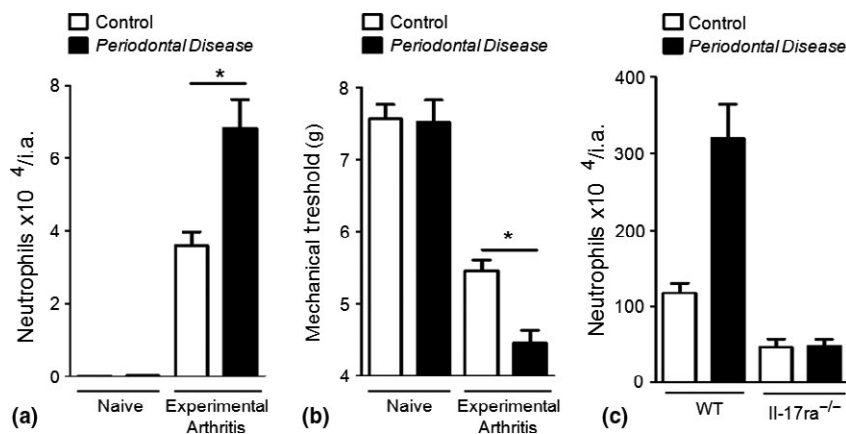 Control
Periodontal Disease
*
8
6
4
2
0
Neutrophils x10 4/i.a.
Naive
Experimental
Arthritis
(a)
Control
Periodontal Disease
*
8
7
6
5
4
Mechanical treshold (g)
Naive
Experimental
Arthritis
(b)
Control
Periodontal Disease
400
300
200
100
0
Neutrophils x10 4/i.a.
WT
Il-17ra−/−
(c)